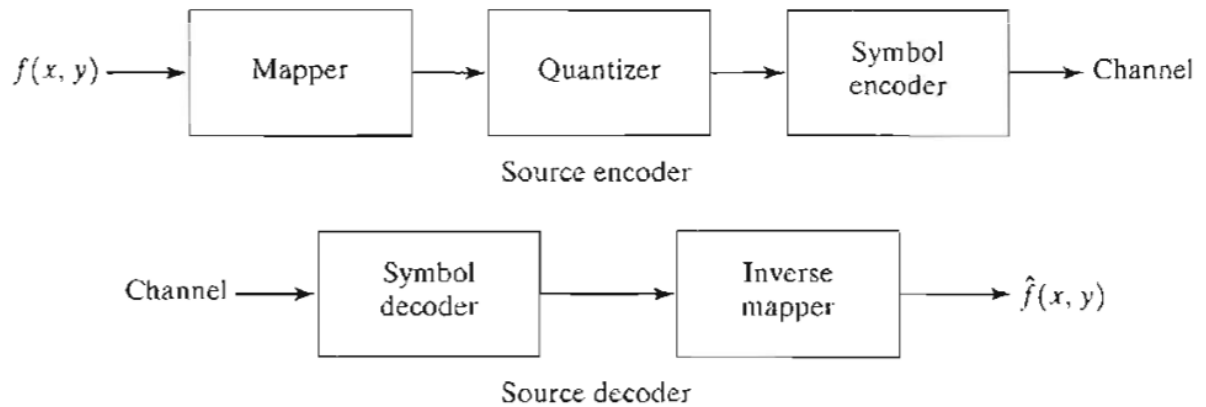 f(x, y)
Mapper
Quantizer
Symbol
encoder
Channel
Source encoder
Channel
Symbol
decoder
Inverse
mapper
f̂(x, y)
Source decoder